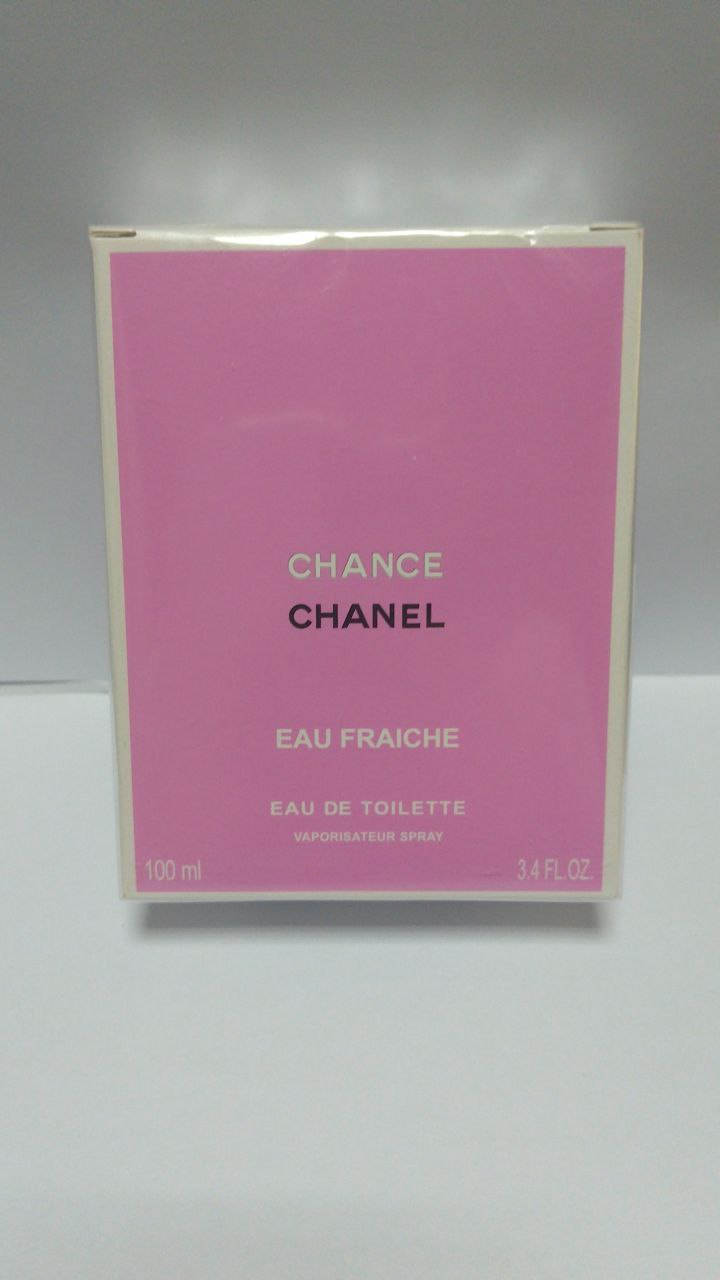 CHANCE
CHANEL
EAU FRAICHE
EAU DE TOILETTE
VAPORISATEUR SPRAY
100 ml 3.4 FL.OZ.